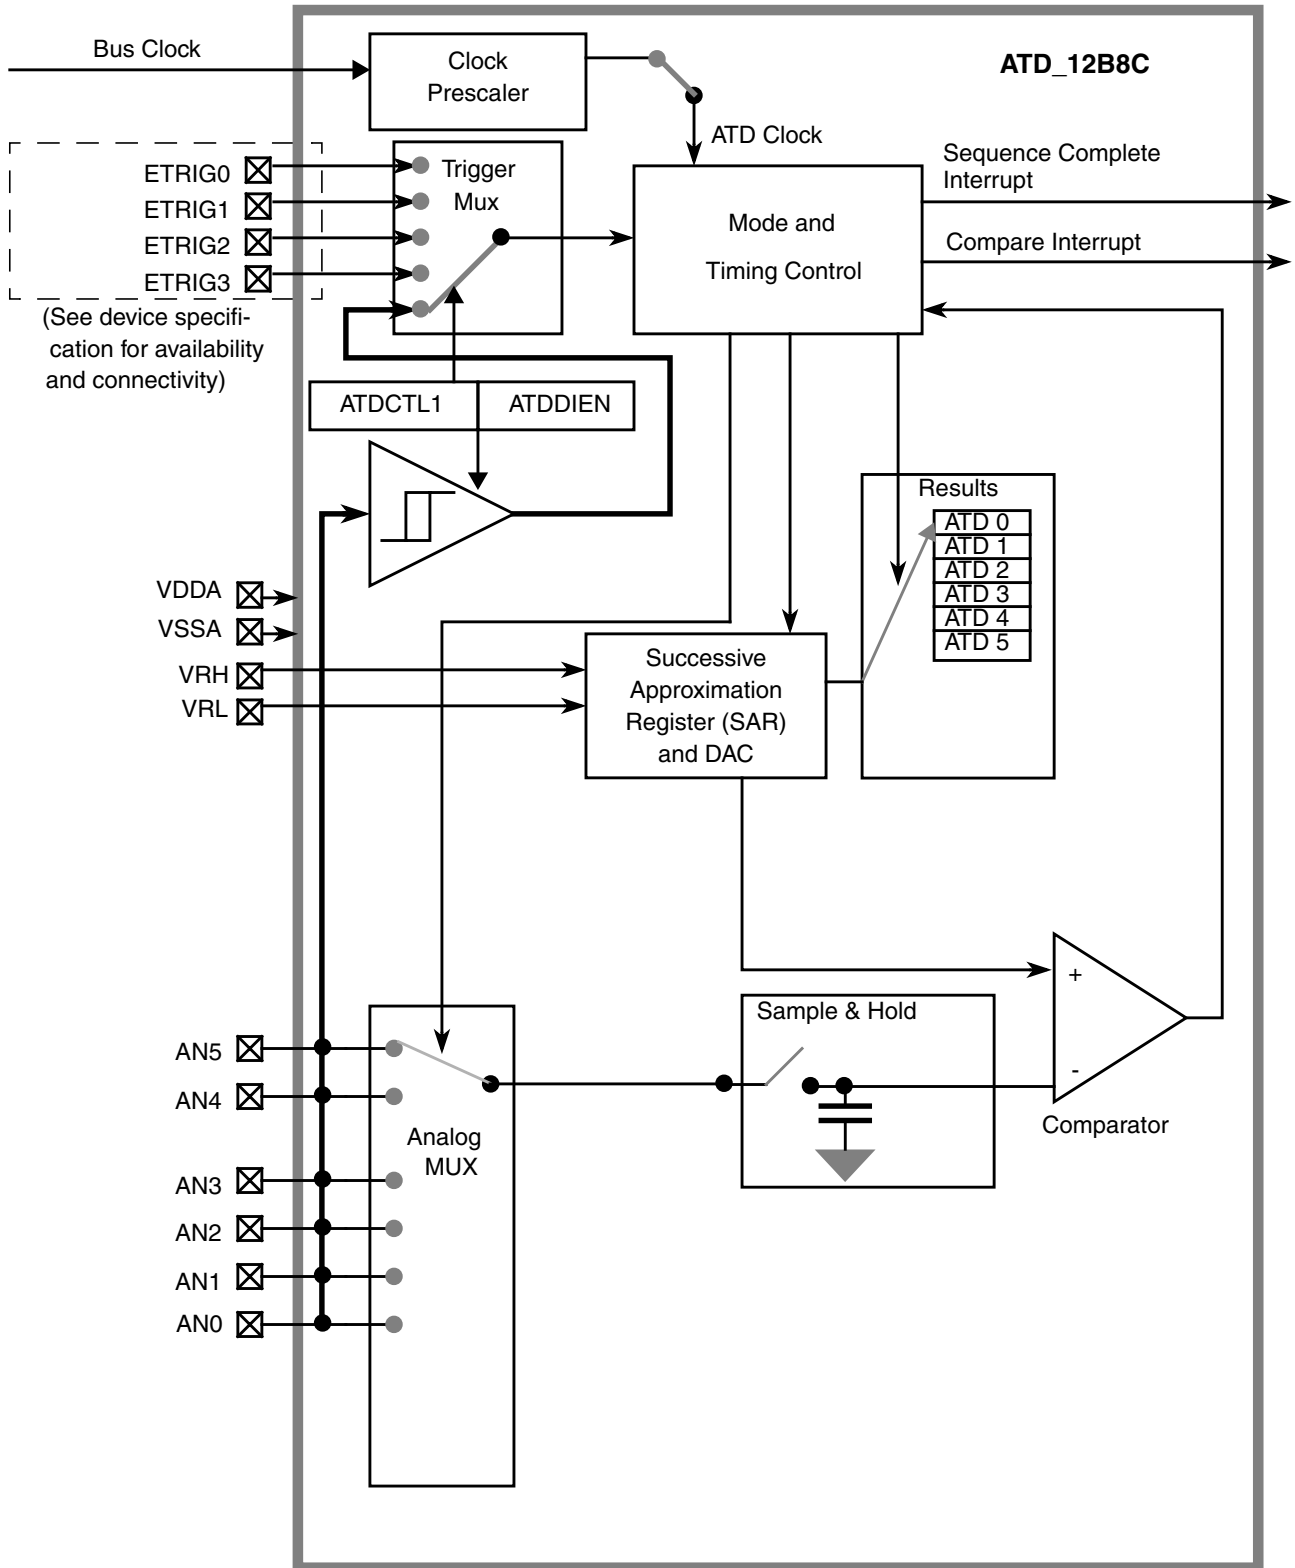 Bus Clock
Clock
Prescaler
ATD_12B8C
ATD Clock
ETRIG0
ETRIG1
ETRIG2
ETRIG3
(See device specifi-
cation for availability
and connectivity)
Trigger
Mux
Mode and
Timing Control
Sequence Complete
Interrupt
Compare Interrupt
ATDCTL1
ATDDIEN
Results
ATD 0
ATD 1
ATD 2
ATD 3
ATD 4
ATD 5
VDDA
VSSA
VRH
VRL
Successive
Approximation
Register (SAR)
and DAC
+
-
Comparator
Sample & Hold
AN5
AN4
AN3
AN2
AN1
AN0
Analog
MUX